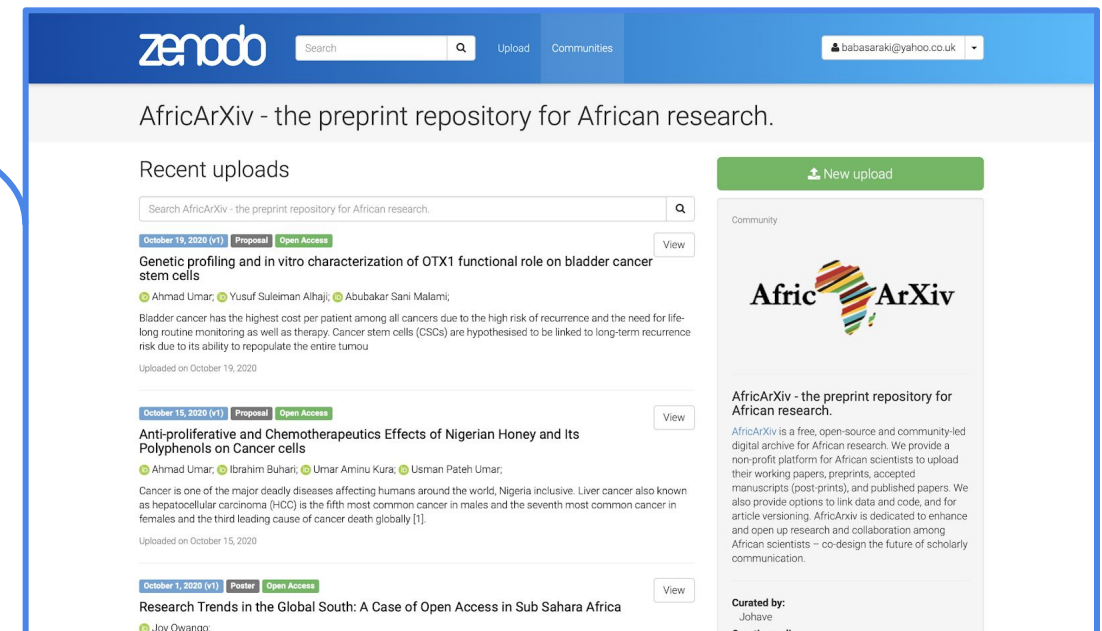 zenodo
Search
Upload
Communities
babasaraki@yahoo.co.uk
AfricArXiv - the preprint repository for African research.
Recent uploads
Search AfricArXiv - the preprint repository for African research.
October 19, 2020 (v1) Proposal Open Access
View
Genetic profiling and in vitro characterization of OTX1 functional role on bladder cancer
stem cells
Ahmad Umar; Yusuf Suleiman Alhaji; Abubakar Sani Malami;
Bladder cancer has the highest cost per patient among all cancers due to the high risk of recurrence and the need for life-
long routine monitoring as well as therapy. Cancer stem cells (CSCs) are hypothesised to be linked to long-term recurrence
risk due to its ability to repopulate the entire tumou
Uploaded on October 19, 2020
October 15, 2020 (v1) Proposal Open Access
View
Anti-proliferative and Chemotherapeutics Effects of Nigerian Honey and Its
Polyphenols on Cancer cells
Ahmad Umar; Ibrahim Buhari; Umar Aminu Kura; Usman Pateh Umar;
Cancer is one of the major deadly diseases affecting humans around the world, Nigeria inclusive. Liver cancer also known
as hepatocellular carcinoma (HCC) is the fifth most common cancer in males and the seventh most common cancer in
females and the third leading cause of cancer death globally [1].
Uploaded on October 15, 2020
October 1, 2020 (v1) Poster Open Access
View
Research Trends in the Global South: A Case of Open Access in Sub Sahara Africa
Joy Owango;
New upload
Community
AfricArXiv
AfricArXiv - the preprint repository for
African research.
AfricArXiv is a free, open-source and community-led
digital archive for African research. We provide a
non-profit platform for African scientists to upload
their working papers, preprints, accepted
manuscripts (post-prints), and published papers. We
also provide options to link data and code, and for
article versioning. AfricArxiv is dedicated to enhance
and open up research and collaboration among
African scientists – co-design the future of scholarly
communication.
Curated by:
Johave